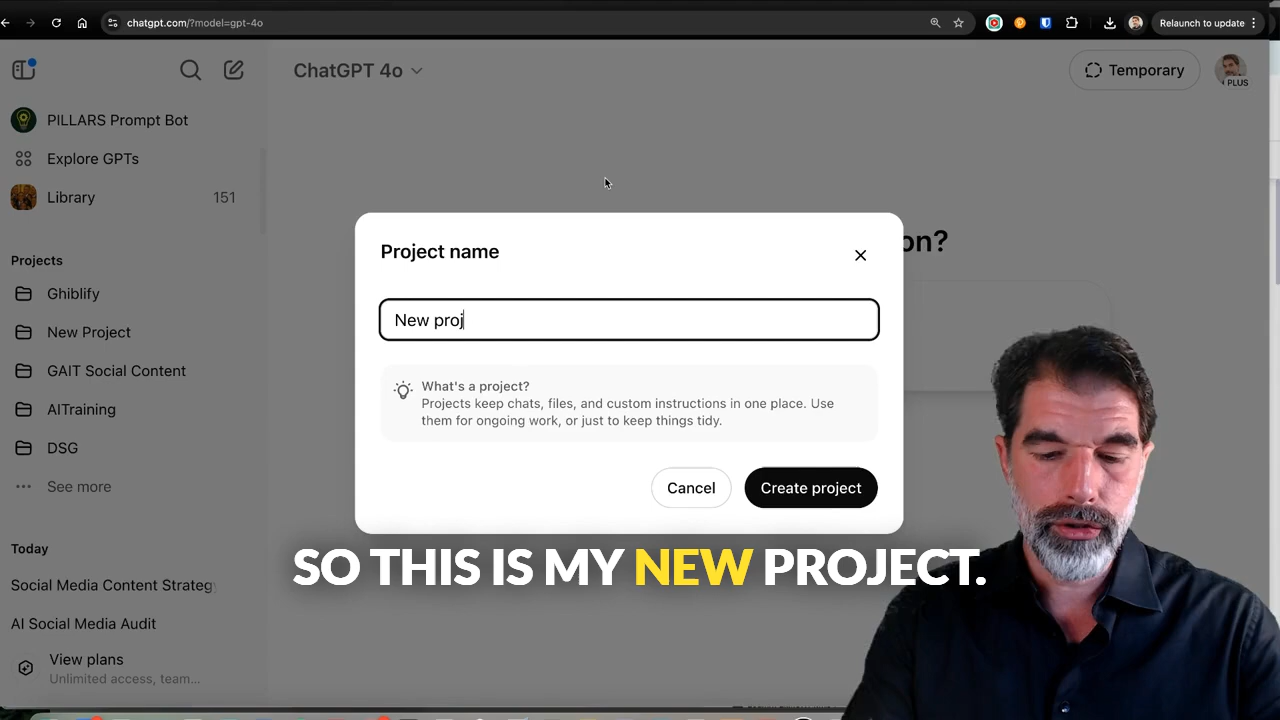 chatgpt.com/?model=gpt-4o
Relaunch to update
ChatGPT 4o
Temporary
PLUS
PILLARS Prompt Bot
Explore GPTs
Library 151
Projects
Ghiblify
New Project
GAIT Social Content
AITraining
DSG
See more
Today
Social Media Content Strateg
AI Social Media Audit
View plans
Unlimited access, team...
on?
Project name
New proj
What's a project?
Projects keep chats, files, and custom instructions in one place. Use
them for ongoing work, or just to keep things tidy.
Cancel
Create project
SO THIS IS MY NEW PROJECT.